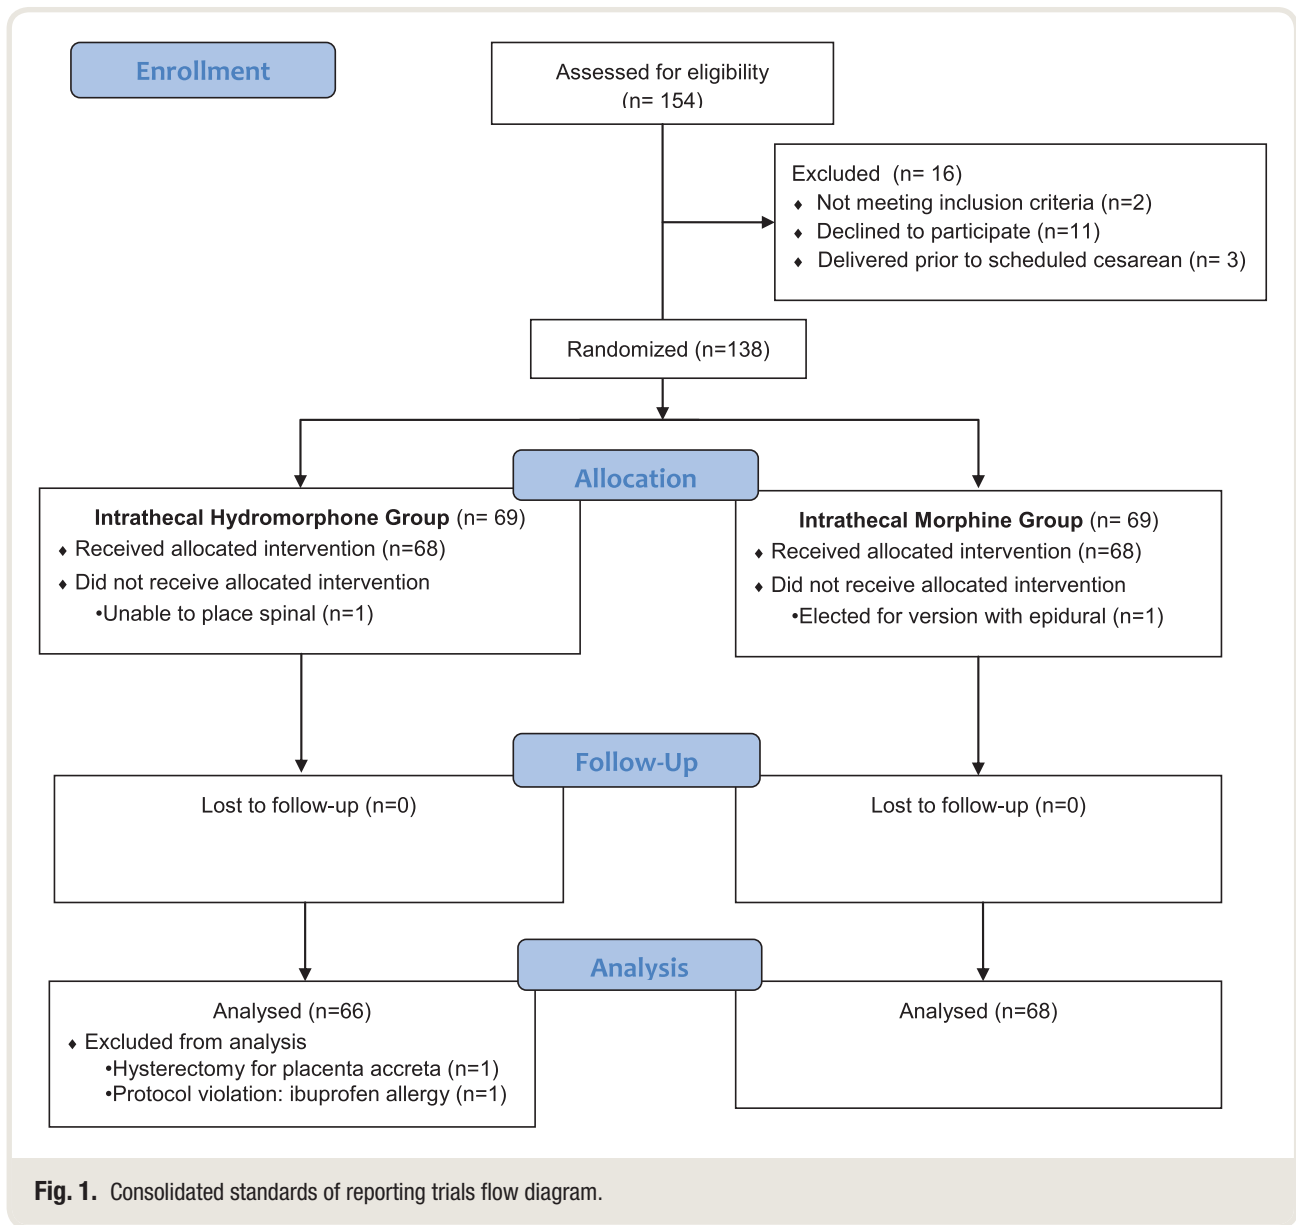 Enrollment
Assessed for eligibility
(n= 154)
Excluded (n= 16)
♦ Not meeting inclusion criteria (n=2)
♦ Declined to participate (n=11)
♦ Delivered prior to scheduled cesarean (n= 3)
Randomized (n=138)
Allocation
Intrathecal Hydromorphone Group (n= 69)
♦ Received allocated intervention (n=68)
♦ Did not receive allocated intervention
•Unable to place spinal (n=1)
Intrathecal Morphine Group (n= 69)
♦ Received allocated intervention (n=68)
♦ Did not receive allocated intervention
•Elected for version with epidural (n=1)
Follow-Up
Lost to follow-up (n=0)
Lost to follow-up (n=0)
Analysis
Analysed (n=66)
♦ Excluded from analysis
•Hysterectomy for placenta accreta (n=1)
•Protocol violation: ibuprofen allergy (n=1)
Analysed (n=68)
Fig. 1. Consolidated standards of reporting trials flow diagram.